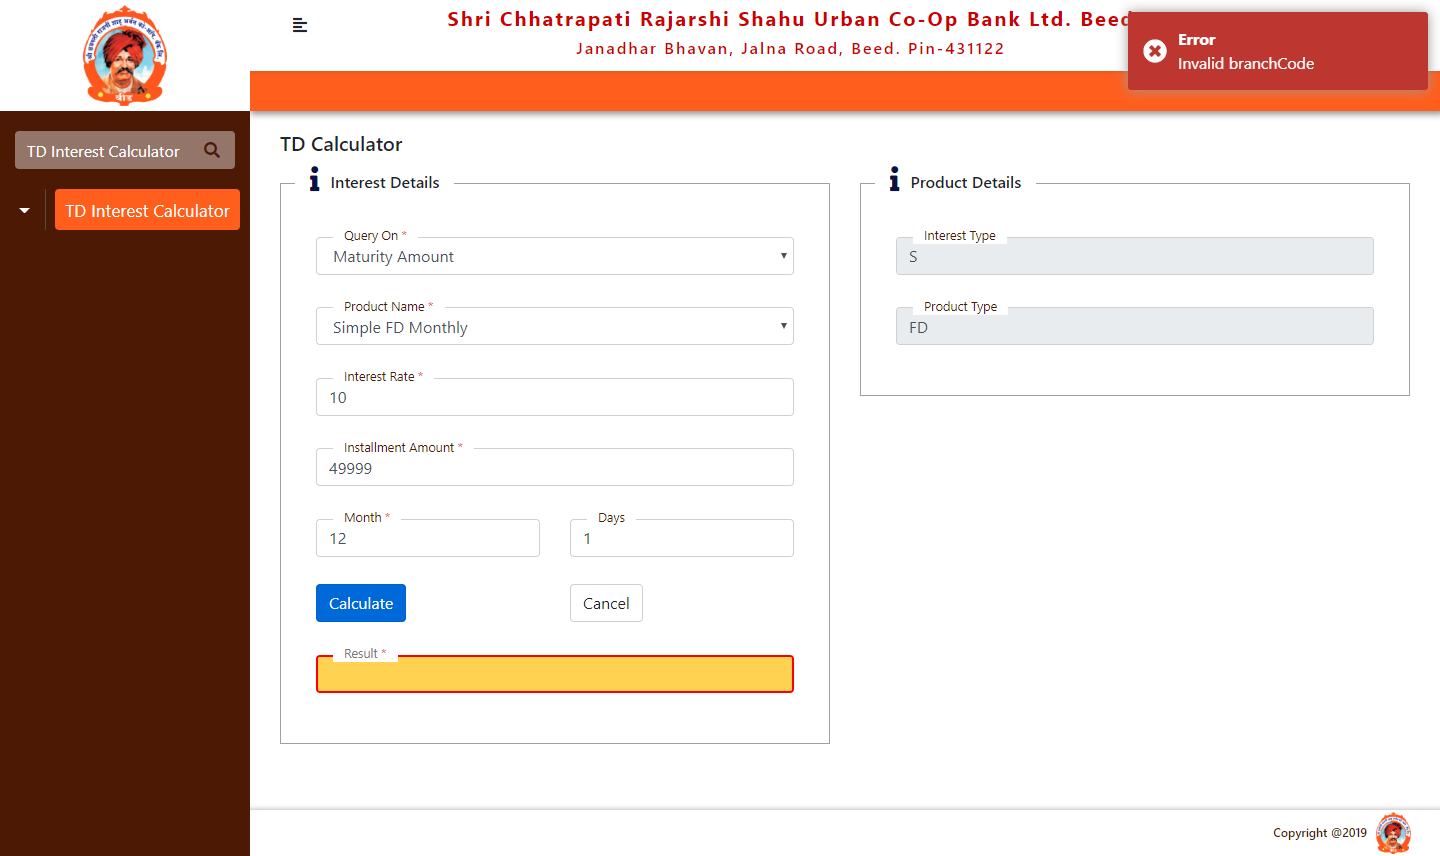 Shri Chhatrapati Rajarshi Shahu Urban Co-Op Bank Ltd. Beed
Janadhar Bhavan, Jalna Road, Beed. Pin-431122
Error
Invalid branchCode
TD Interest Calculator
TD Interest Calculator
TD Calculator
Interest Details
Query On *
Maturity Amount
Product Name *
Simple FD Monthly
Interest Rate *
10
Installment Amount *
49999
Month *
12
Days
1
Calculate
Cancel
Result *
Product Details
Interest Type
S
Product Type
FD
Copyright @2019